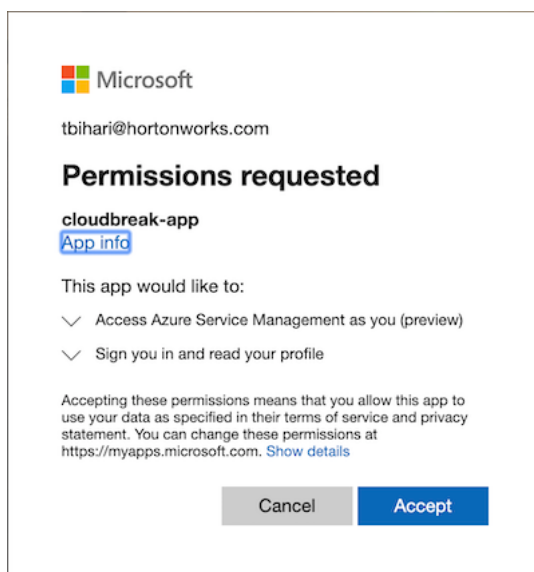 Microsoft
tbihari@hortonworks.com
Permissions requested
cloudbreak-app
App info
This app would like to:
Access Azure Service Management as you (preview)
Sign you in and read your profile
Accepting these permissions means that you allow this app to
use your data as specified in their terms of service and privacy
statement. You can change these permissions at
https://myapps.microsoft.com. Show details
Cancel Accept